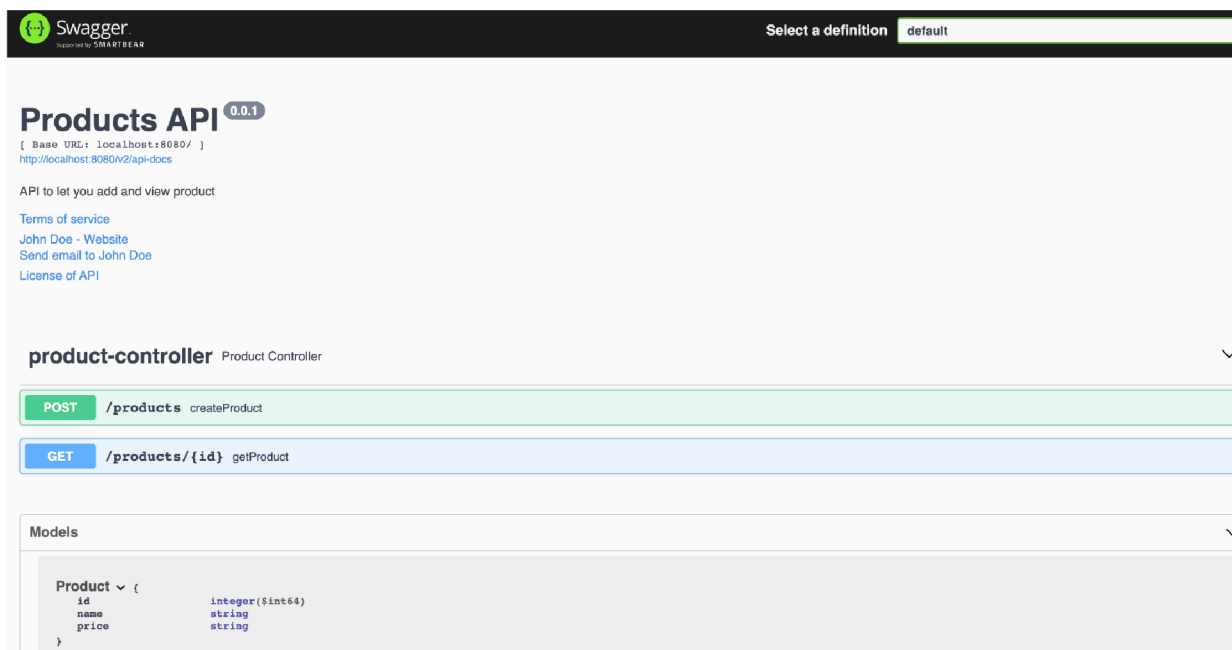 {···} Swagger.
Supported by SMARTBEAR
Select a definition default
Products API 0.0.1
[ Base URL: localhost:8080/ ]
http://localhost:8080/v2/api-docs
API to let you add and view product
Terms of service
John Doe - Website
Send email to John Doe
License of API
product-controller Product Controller
POST /products createProduct
GET /products/{id} getProduct
Models
Product {
id integer($int64)
name string
price string
}